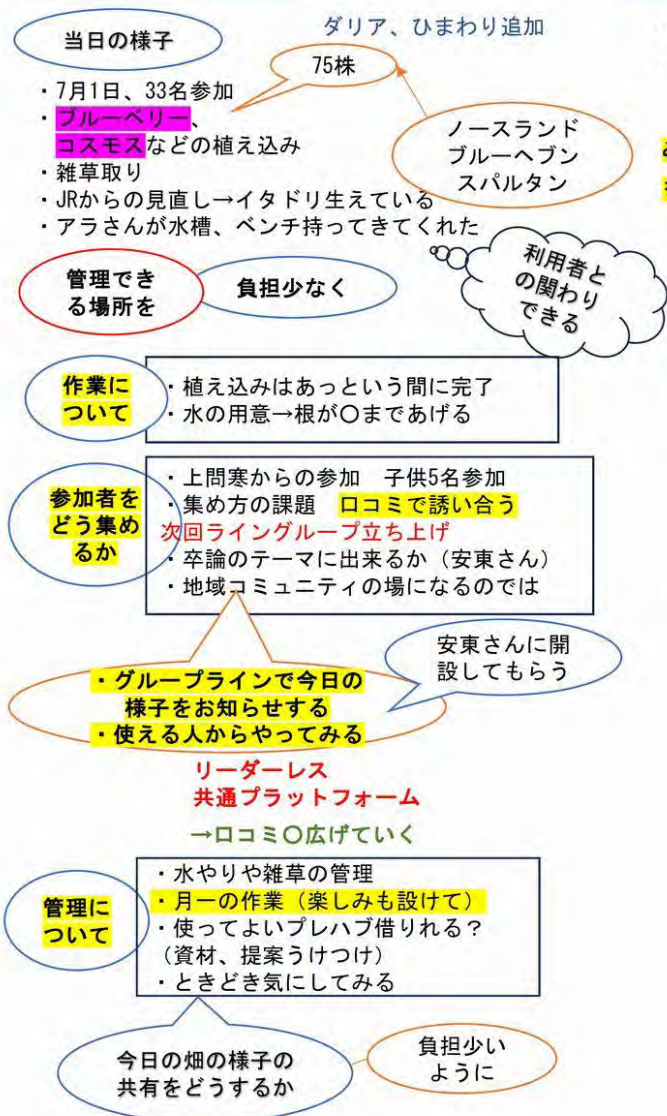 当日の様子
ダリア、ひまわり追加
75株
・7月1日、33名参加
・ブルーベリー、
コスモスなどの植え込み
・雑草取り
・JRからの見直し→イタドリ生えている
・アラさんが水槽、ベンチ持ってきてくれた
ノースランド
ブルーヘブン
スパルタン
管理でき
る場所を
負担少なく
利用者と
の関わり
できる
作業に
ついて
・植え込みはあっという間に完了
・水の用意→根が〇まであげる
参加者を
どう集め
るか
・上問寒からの参加　子供5名参加
・集め方の課題　口コミで誘い合う
次回ライングループ立ち上げ
・卒論のテーマに出来るか（安東さん）
・地域コミュニティの場になるのでは
安東さんに開
設してもらう
・グループラインで今日の
様子をお知らせする
・使える人からやってみる
リーダーレス
共通プラットフォーム
→口コミ〇広げていく
管理に
ついて
・水やりや雑草の管理
・月一の作業（楽しみも設けて）
・使ってよいプレハブ借りれる？
（資材、提案うけつけ）
・ときどき気にしてみる
今日の畑の様子の
共有をどうするか
負担少い
ように